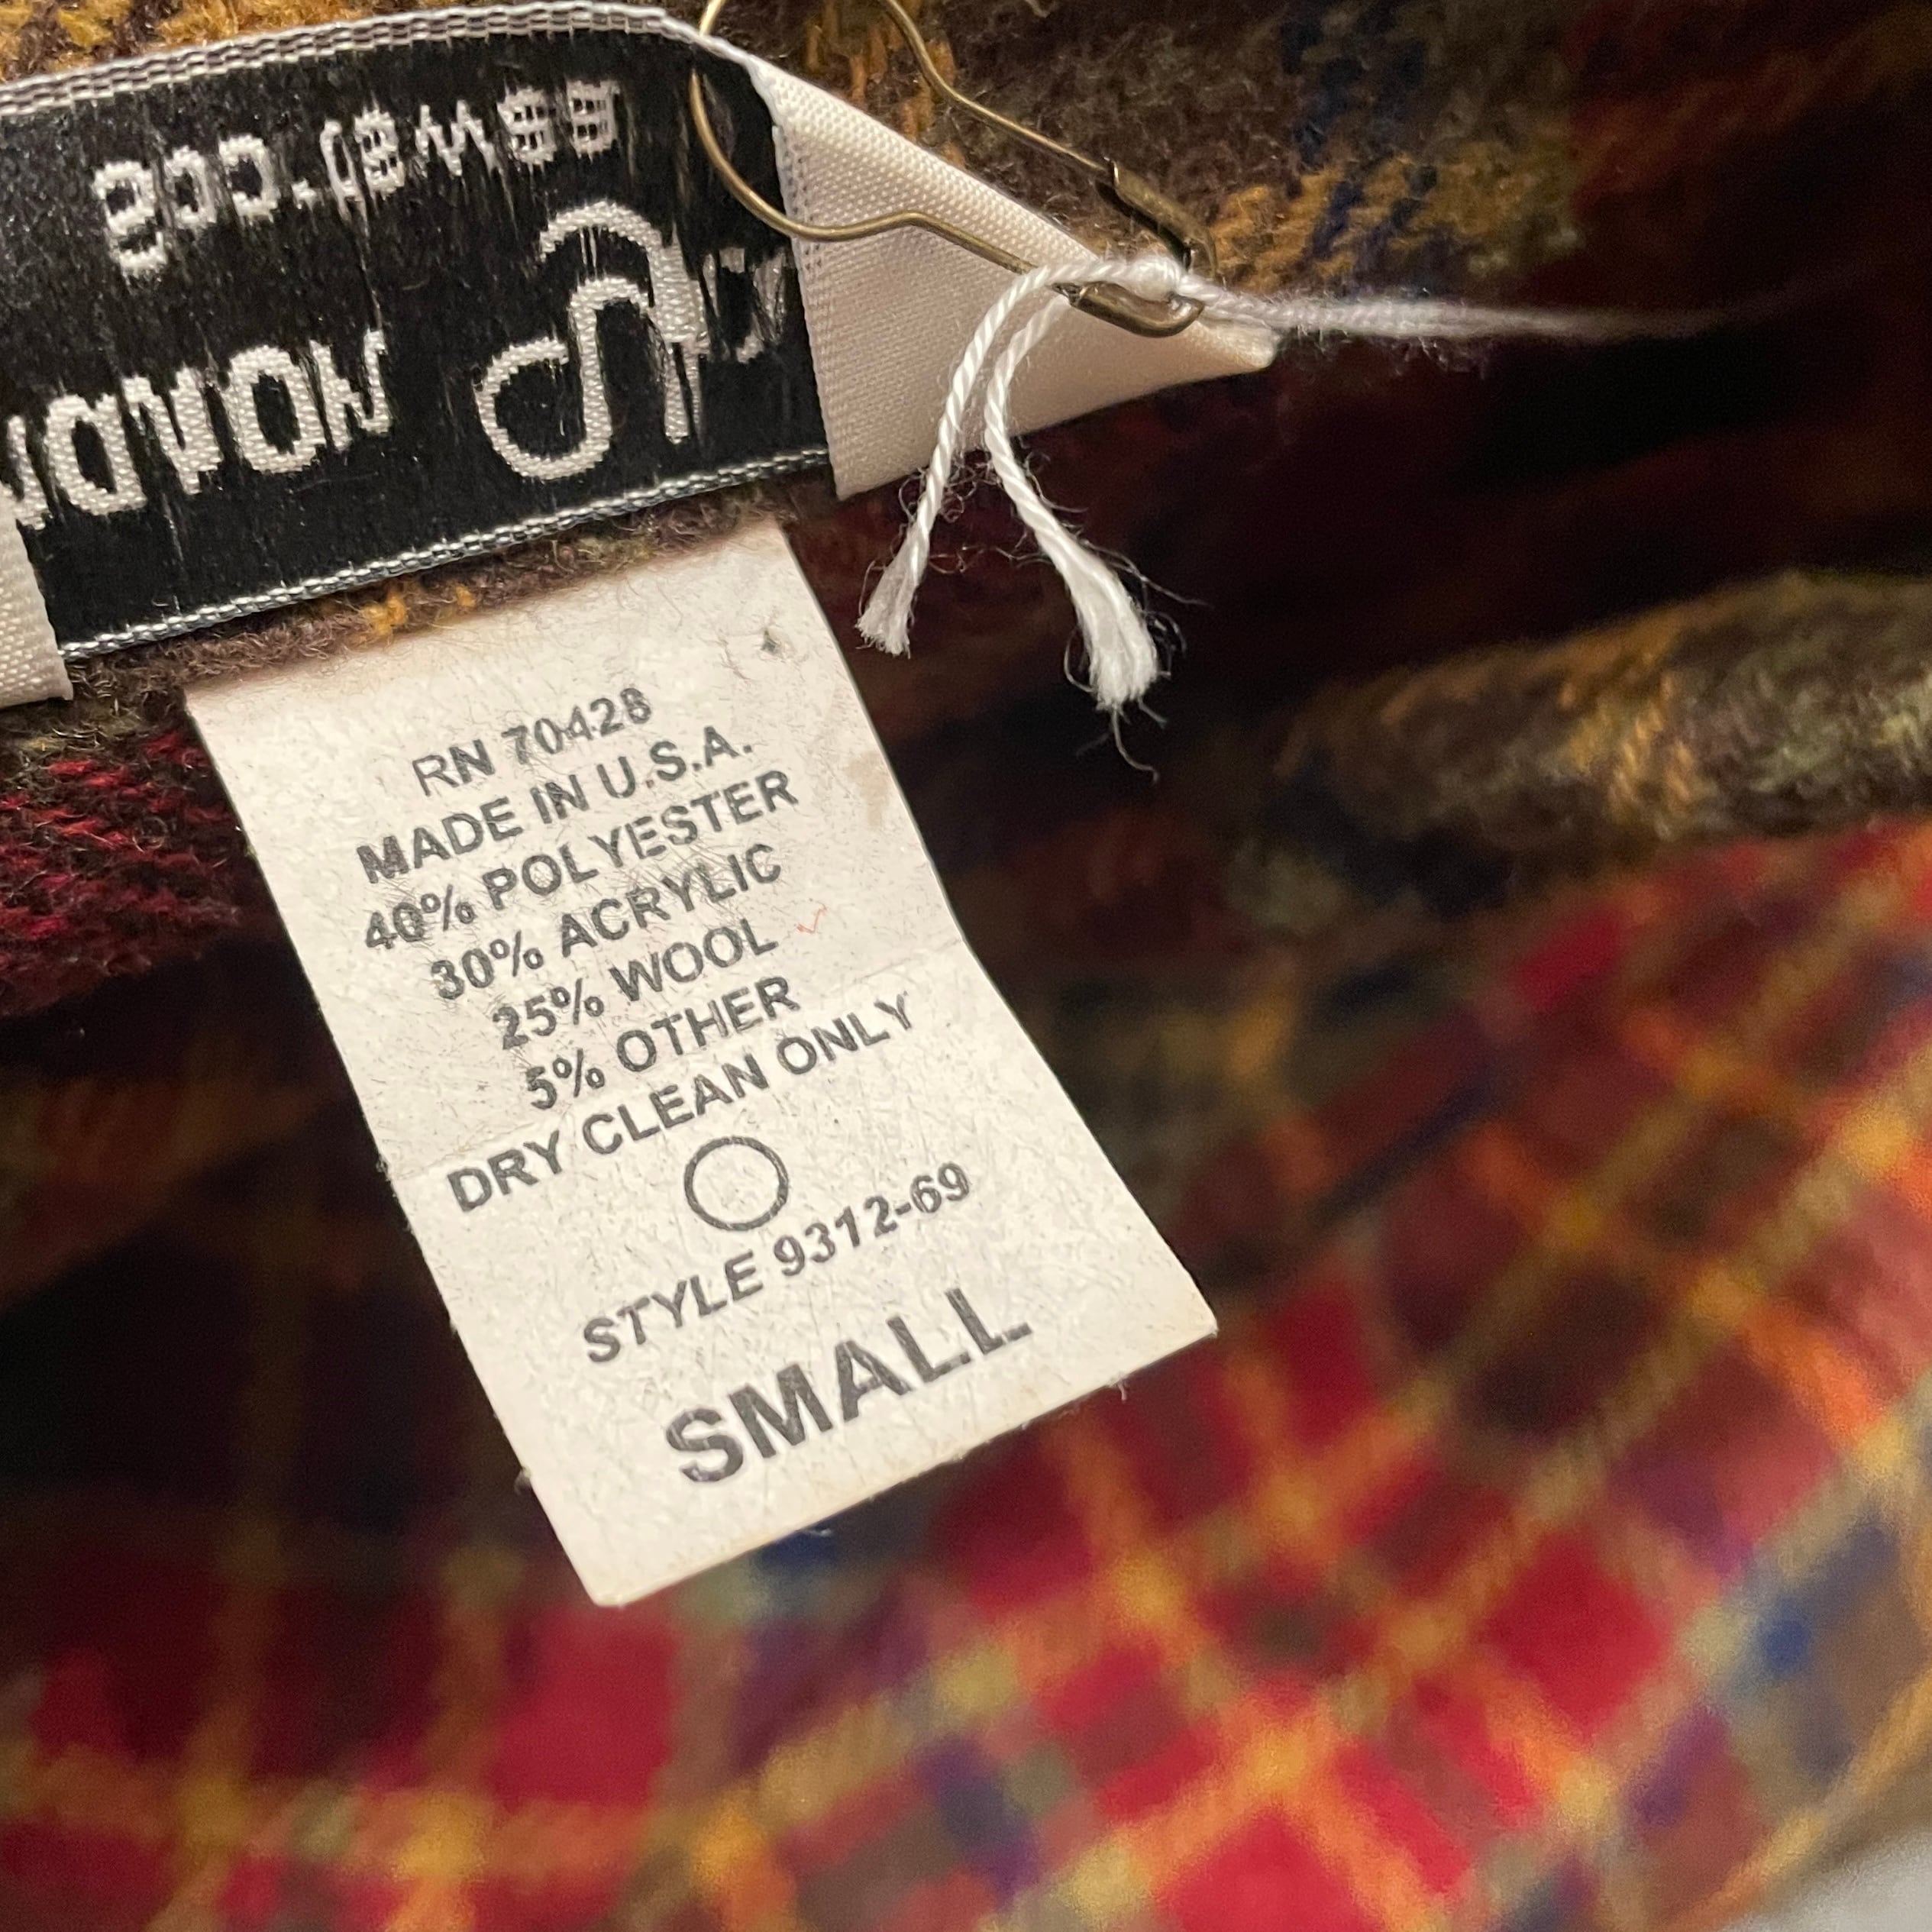 RN 70428
MADE IN U.S.A.
40% POLYESTER
30% ACRYLIC
25% WOOL
5% OTHER
DRY CLEAN ONLY
STYLE 9312-69
SMALL